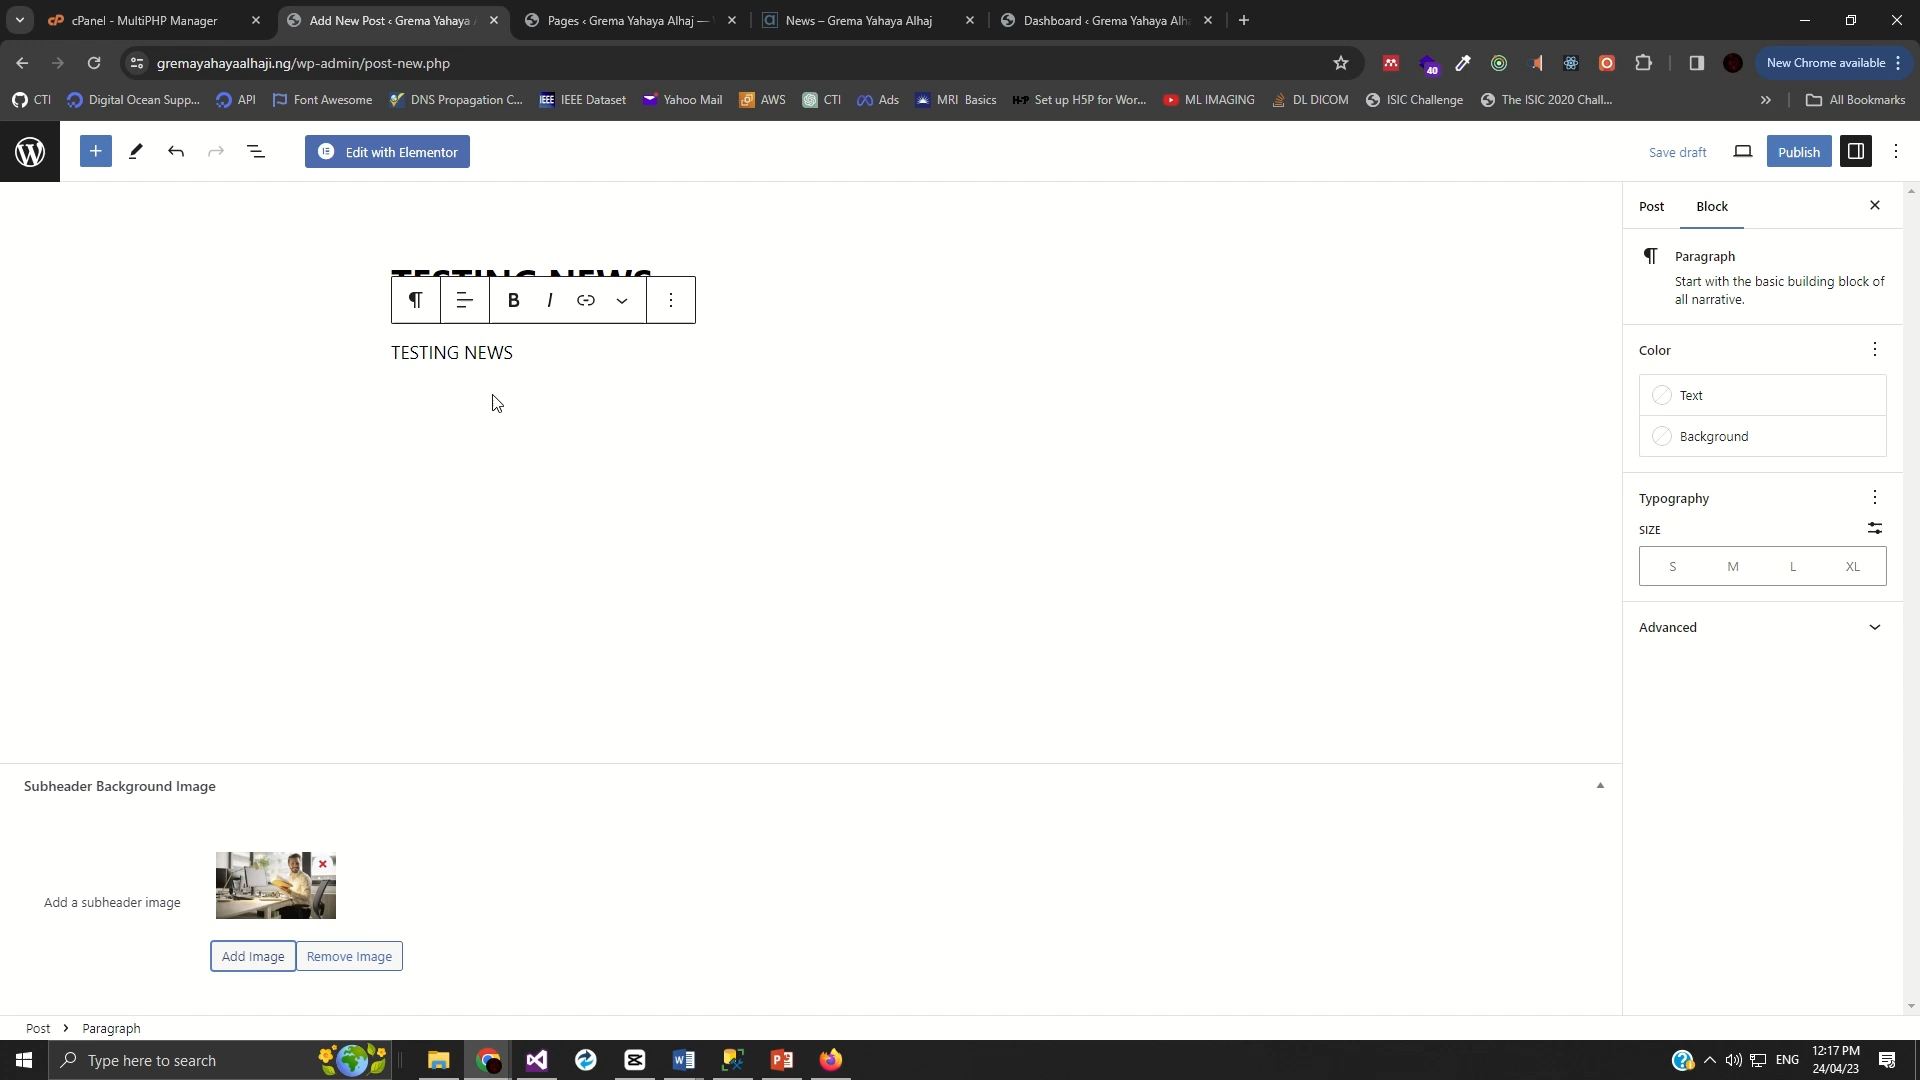 cPanel - MultiPHP Manager
Add New Post ‹ Grema Yahaya
Pages ‹ Grema Yahaya Alhaj —
News – Grema Yahaya Alhaj
Dashboard ‹ Grema Yahaya Alh
gremayahayaalhaji.ng/wp-admin/post-new.php
40
New Chrome available
CTI
Digital Ocean Supp...
API
Font Awesome
DNS Propagation C...
IEEE
IEEE Dataset
Yahoo Mail
AWS
CTI
Ads
MRI Basics
H5P
Set up H5P for Wor...
ML IMAGING
DL DICOM
ISIC Challenge
The ISIC 2020 Chall...
»
All Bookmarks
Edit with Elementor
Save draft
Publish
Post
Block
TESTING NEWS
B
I
TESTING NEWS
Paragraph
Start with the basic building block of
all narrative.
Color
Text
Background
Typography
SIZE
S
M
L
XL
Advanced
Subheader Background Image
Add a subheader image
Add Image
Remove Image
Post
Paragraph
Type here to search
ENG
12:17 PM
24/04/23